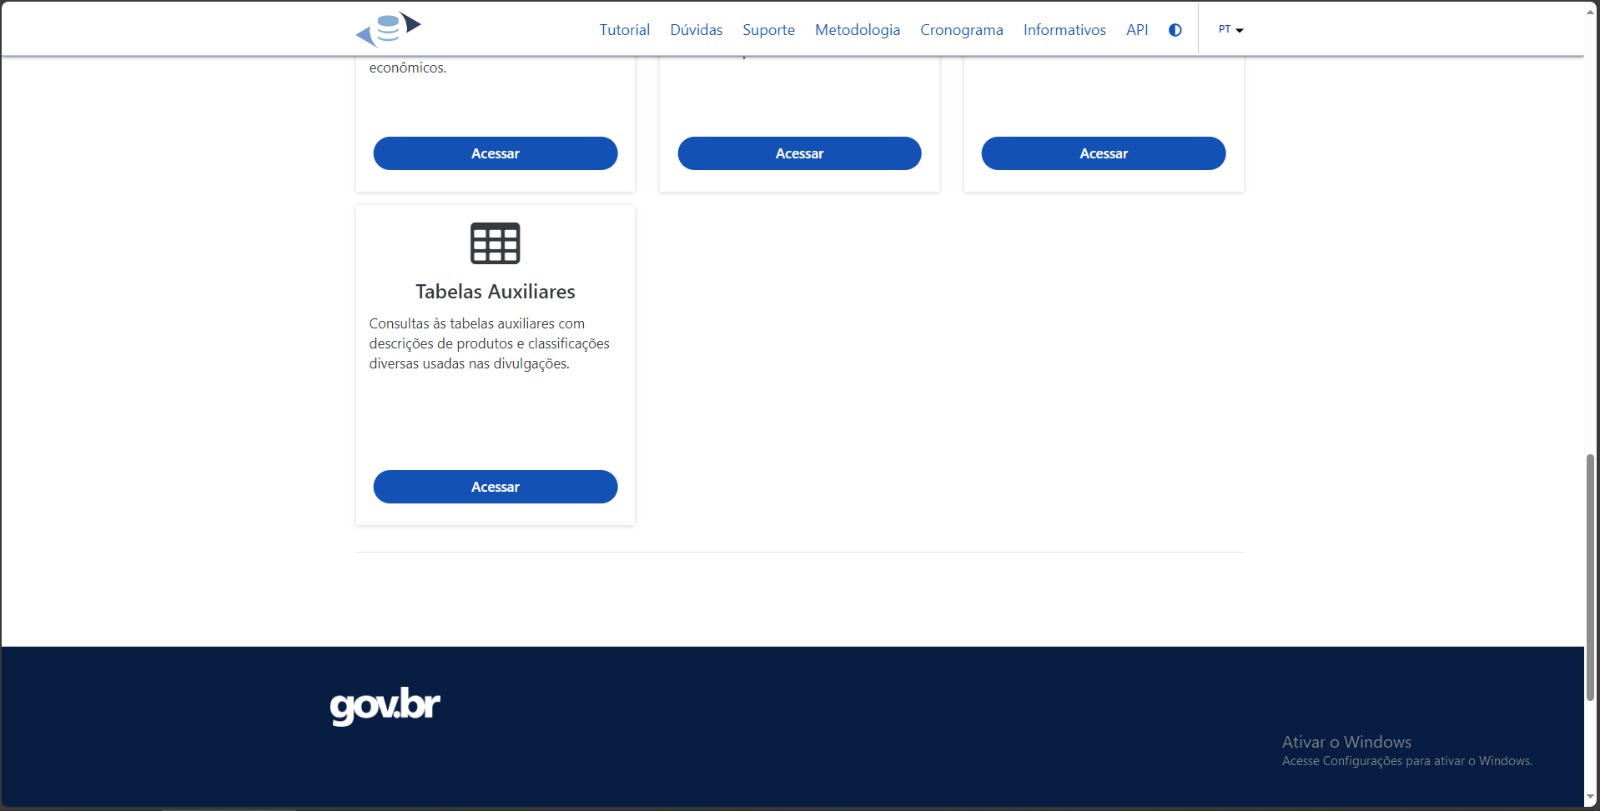 Tutorial Dúvidas Suporte Metodologia Cronograma Informativos API PT
econômicos.
Acessar Acessar Acessar
Tabelas Auxiliares
Consultas às tabelas auxiliares com
descrições de produtos e classificações
diversas usadas nas divulgações.
Acessar
gov.br
Ativar o Windows
Acesse Configurações para ativar o Windows.